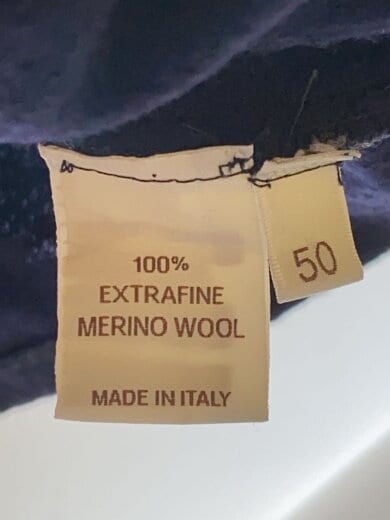 100%
EXTRAFINE
MERINO WOOL
MADE IN ITALY
50